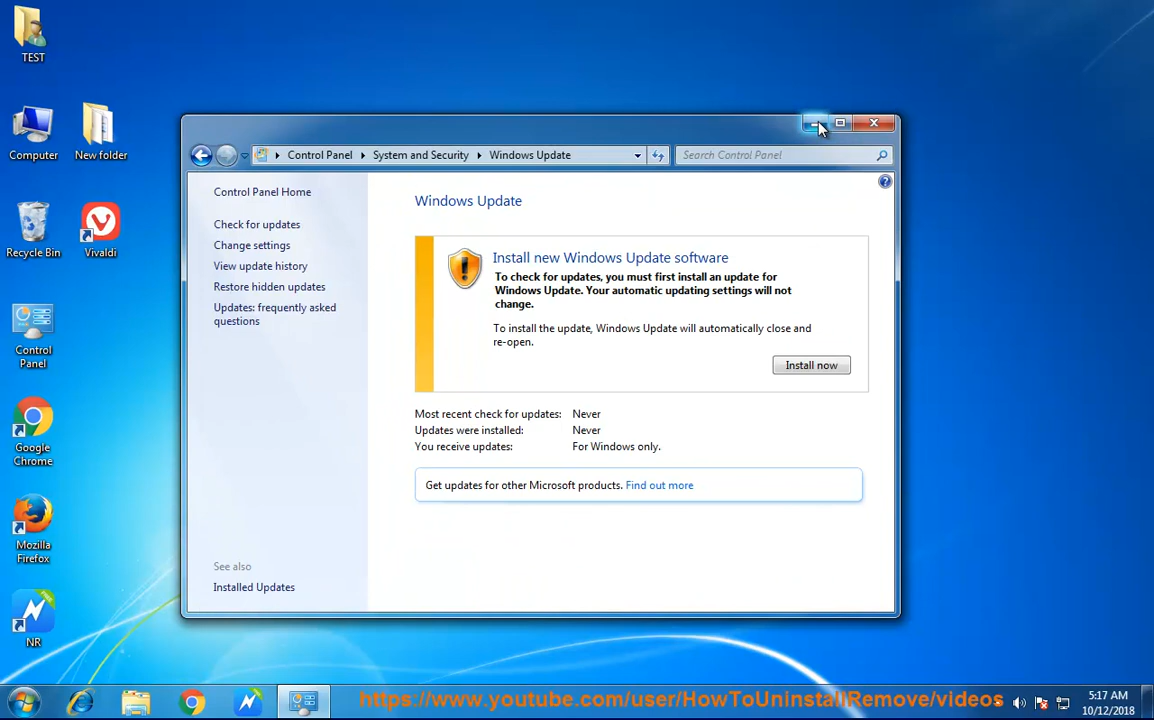 TEST
Computer
New folder
Recycle Bin
Vivaldi
Control
Panel
Google
Chrome
Mozilla
Firefox
NR
Control Panel
System and Security
Windows Update
Search Control Panel
Control Panel Home
Check for updates
Change settings
View update history
Restore hidden updates
Updates: frequently asked
questions
See also
Installed Updates
Windows Update
Install new Windows Update software
To check for updates, you must first install an update for
Windows Update. Your automatic updating settings will not
change.
To install the update, Windows Update will automatically close and
re-open.
Install now
Most recent check for updates: Never
Updates were installed: Never
You receive updates: For Windows only.
Get updates for other Microsoft products. Find out more
https://www.youtube.com/user/HowToUninstallRemove/videos
5:17 AM
10/12/2018